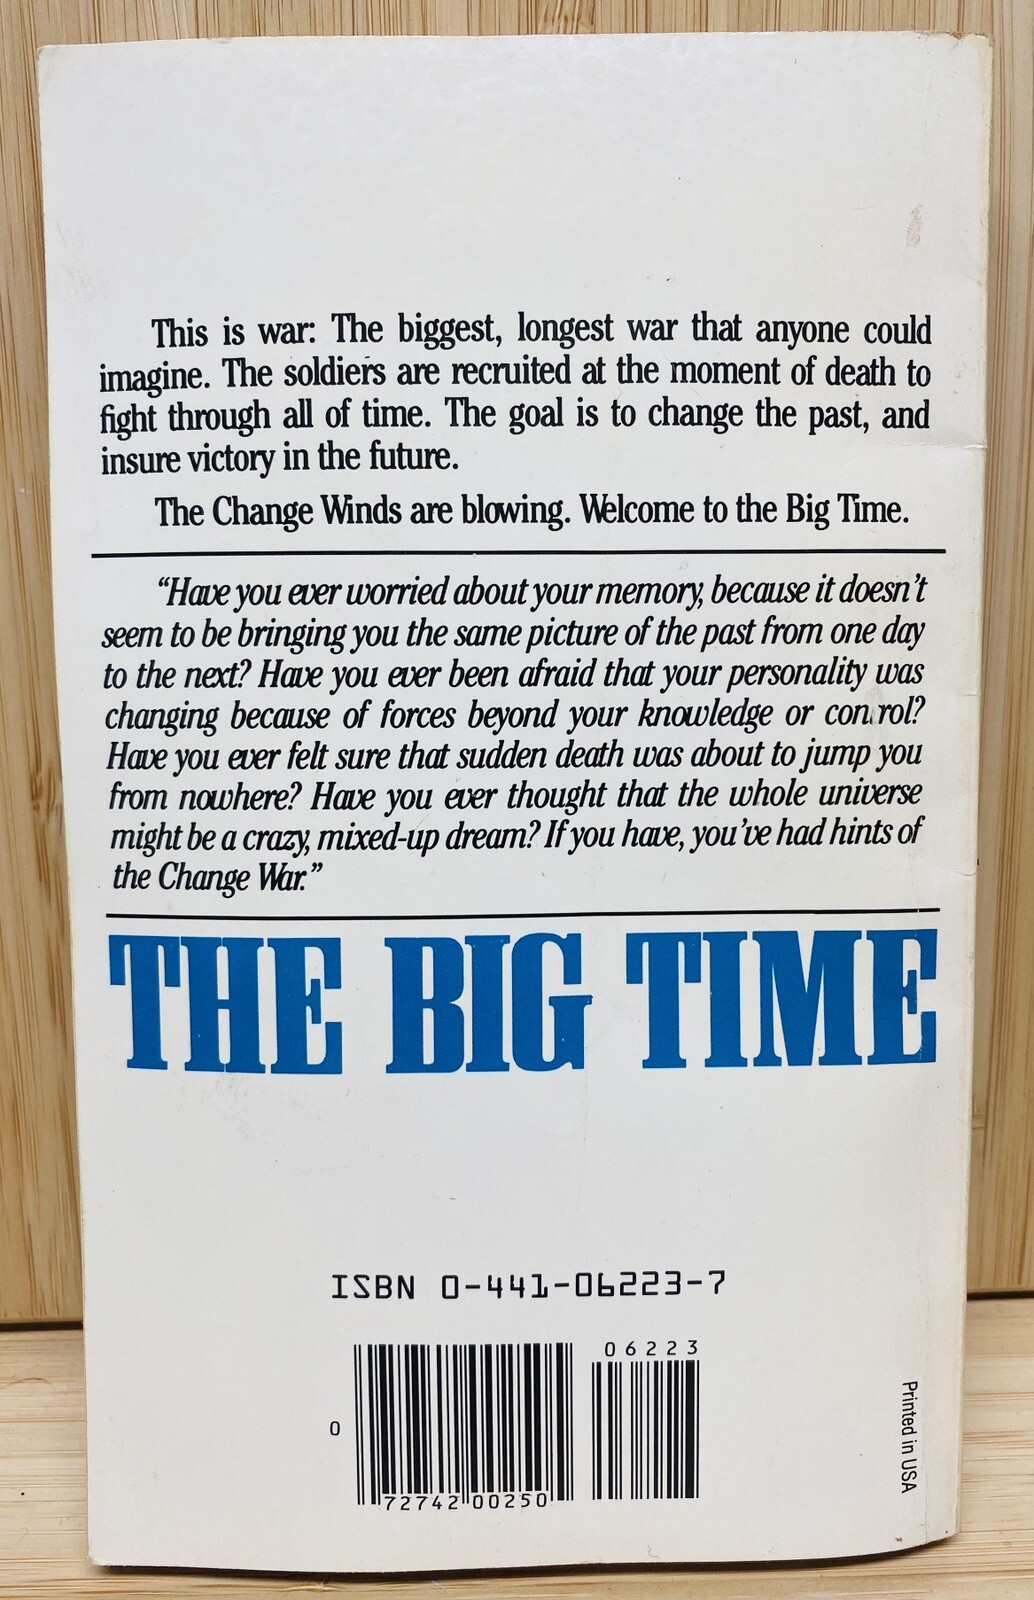 This is war: The biggest, longest war that anyone could
imagine. The soldiers are recruited at the moment of death to
fight through all of time. The goal is to change the past, and
insure victory in the future.
The Change Winds are blowing. Welcome to the Big Time.
“Have you ever worried about your memory, because it doesn’t
seem to be bringing you the same picture of the past from one day
to the next? Have you ever been afraid that your personality was
changing because of forces beyond your knowledge or control?
Have you ever felt sure that sudden death was about to jump you
from nowhere? Have you ever thought that the whole universe
might be a crazy, mixed-up dream? If you have, you’ve had hints of
the Change War.”
THE BIG TIME
ISBN 0-441-06223-7
06223
0
72742 00250
Printed in USA